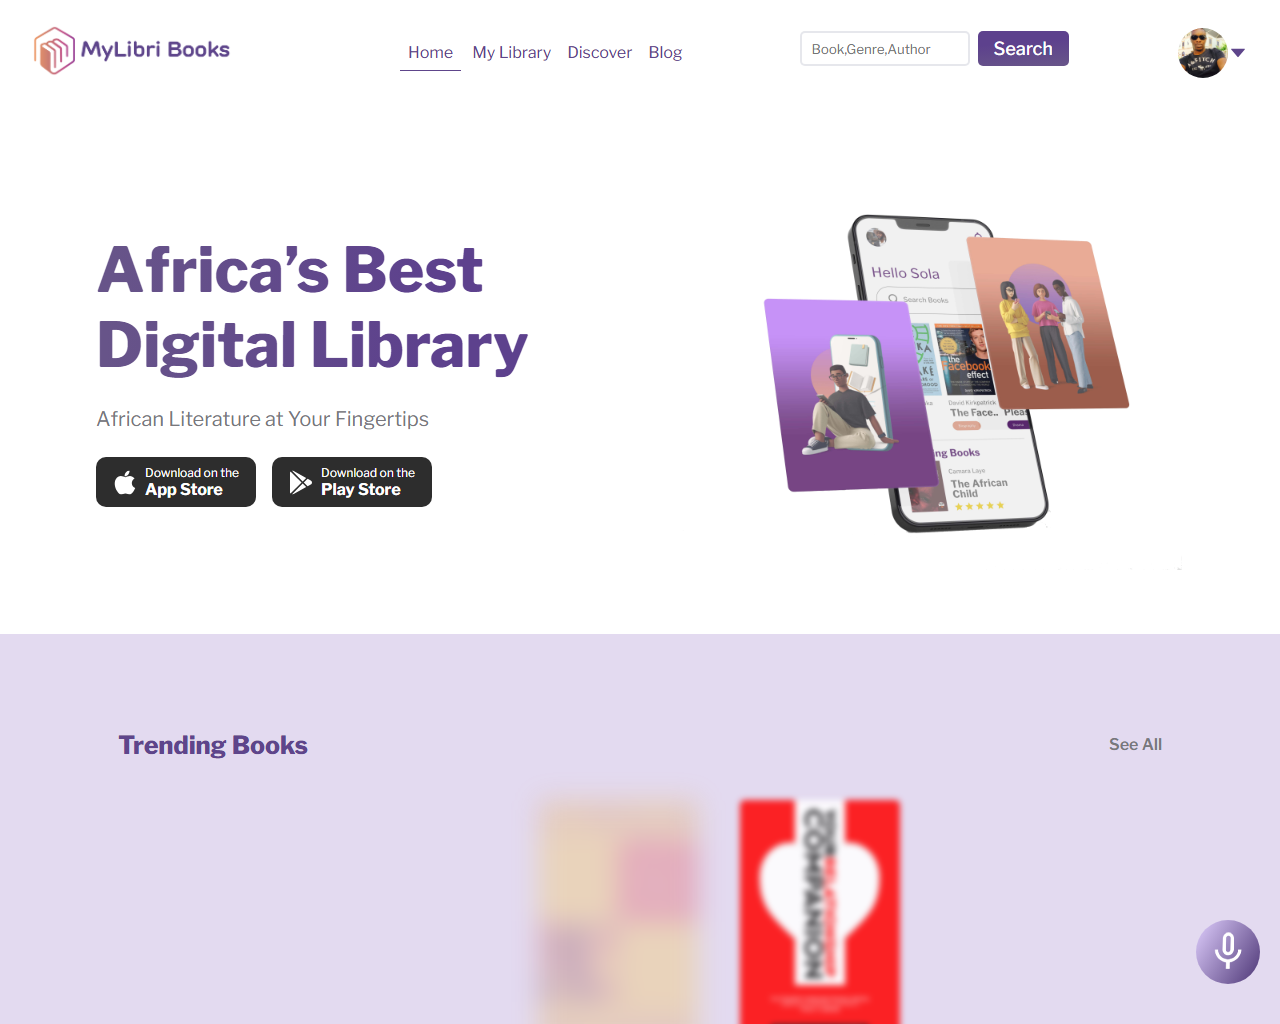 MyLibri Books
Home
My Library
Discover
Blog
Book,Genre,Author
Search
Africa’s Best
Digital Library
African Literature at Your Fingertips
Download on the
App Store
Download on the
Play Store
Hello Sola
Search Books
the
facebook
effect
David Kirkpatrick
The Face..
Pleas
ng Books
Camara Laye
The African
Child
Trending Books
See All
RELATIONSHIP
COMPANION